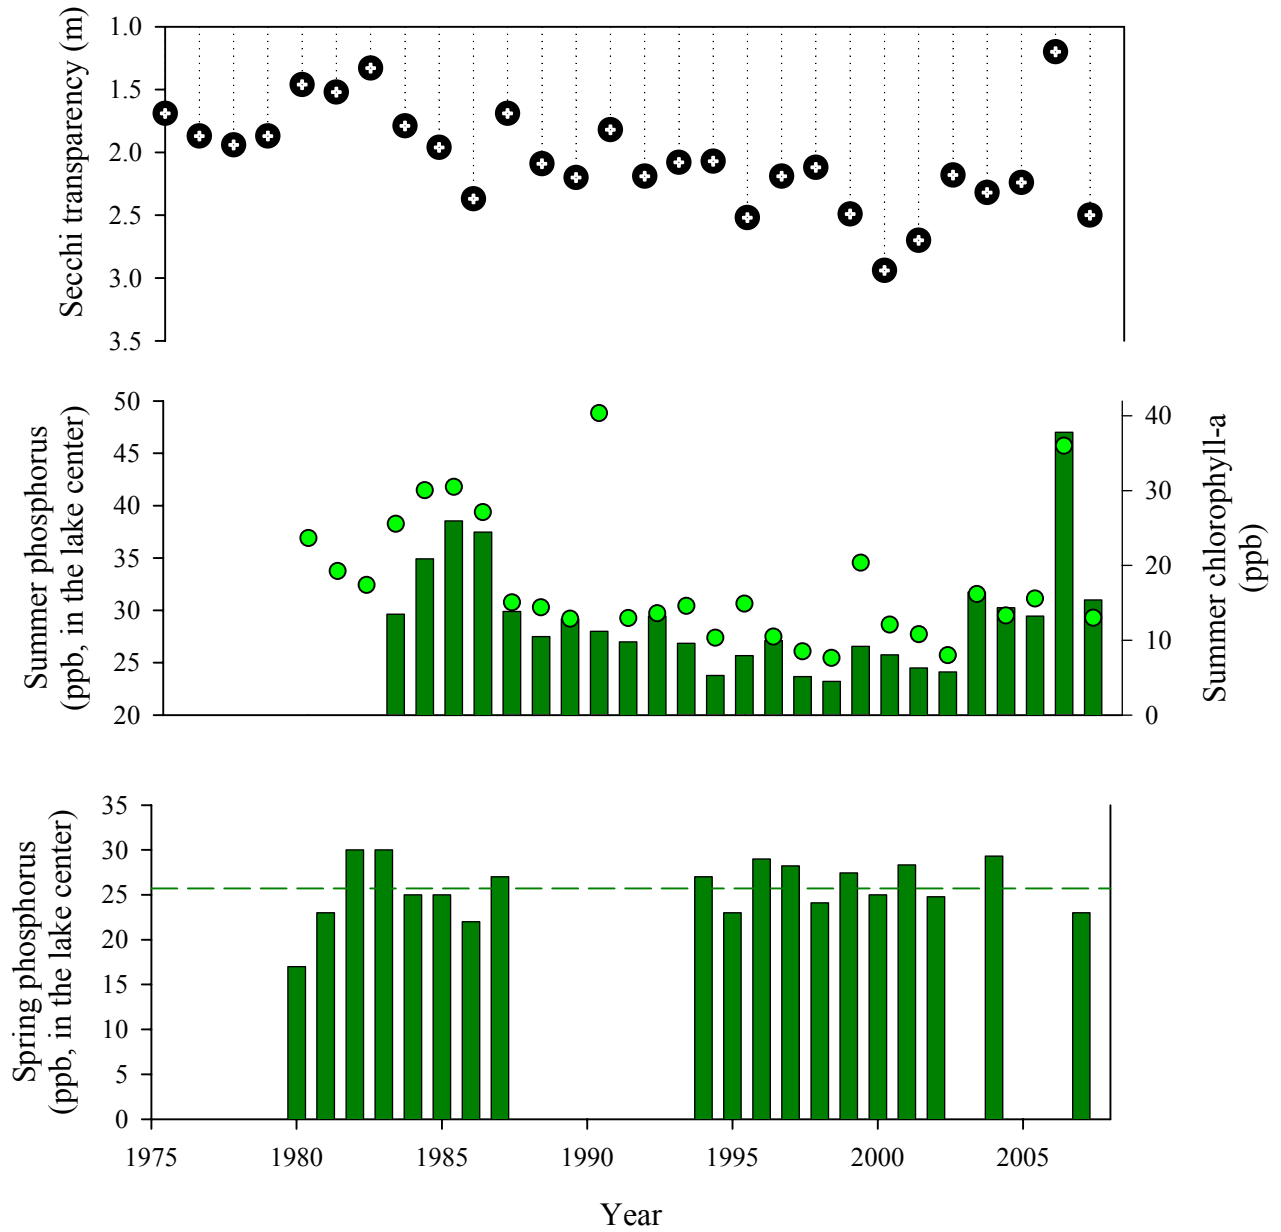 Secchi transparency (m)
1.0
1.5
2.0
2.5
3.0
3.5
Summer phosphorus
(ppb, in the lake center)
50
45
40
35
30
25
20
40
30
20
10
0
Summer chlorophyll-a
(ppb)
Spring phosphorus
(ppb, in the lake center)
35
30
25
20
15
10
5
0
1975 1980 1985 1990 1995 2000 2005
Year